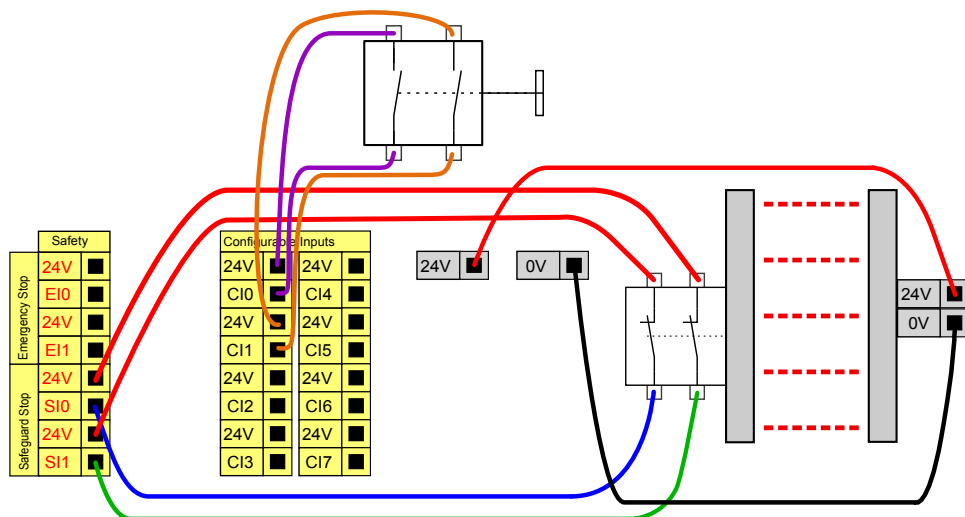 Safety
Emergency Stop
24V
EI0
24V
EI1
Safeguard Stop
24V
SI0
24V
SI1
Configurable Inputs
24V 24V
CI0 CI4
24V 24V
CI1 CI5
24V 24V
CI2 CI6
24V 24V
CI3 CI7
24V
0V
24V
0V